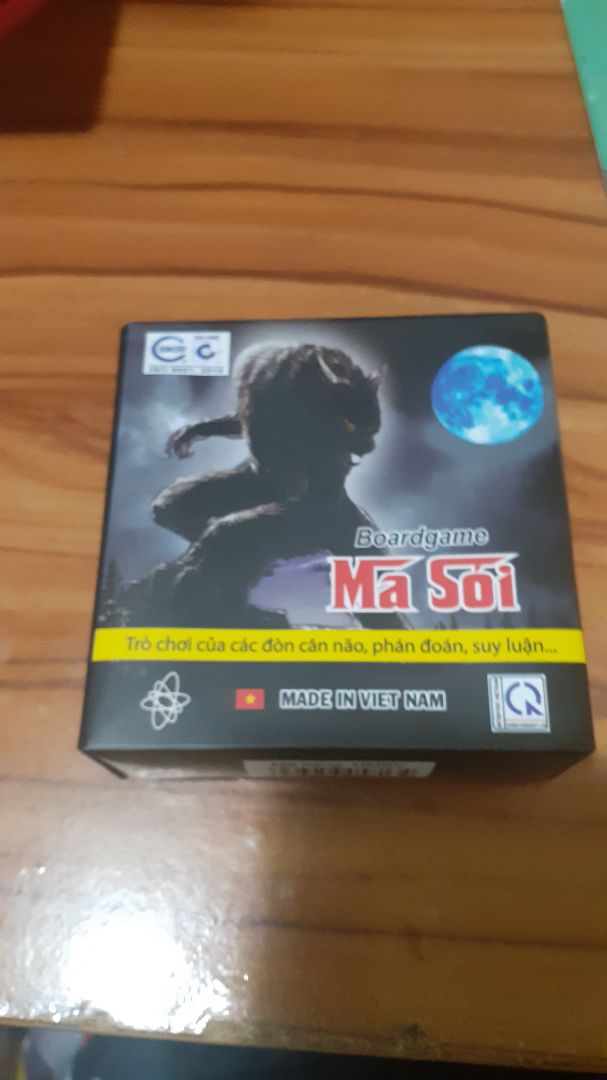 Boardgame
Ma Sói
Trò chơi của các đòn cân não, phán đoán, suy luận...
MADE IN VIET NAM